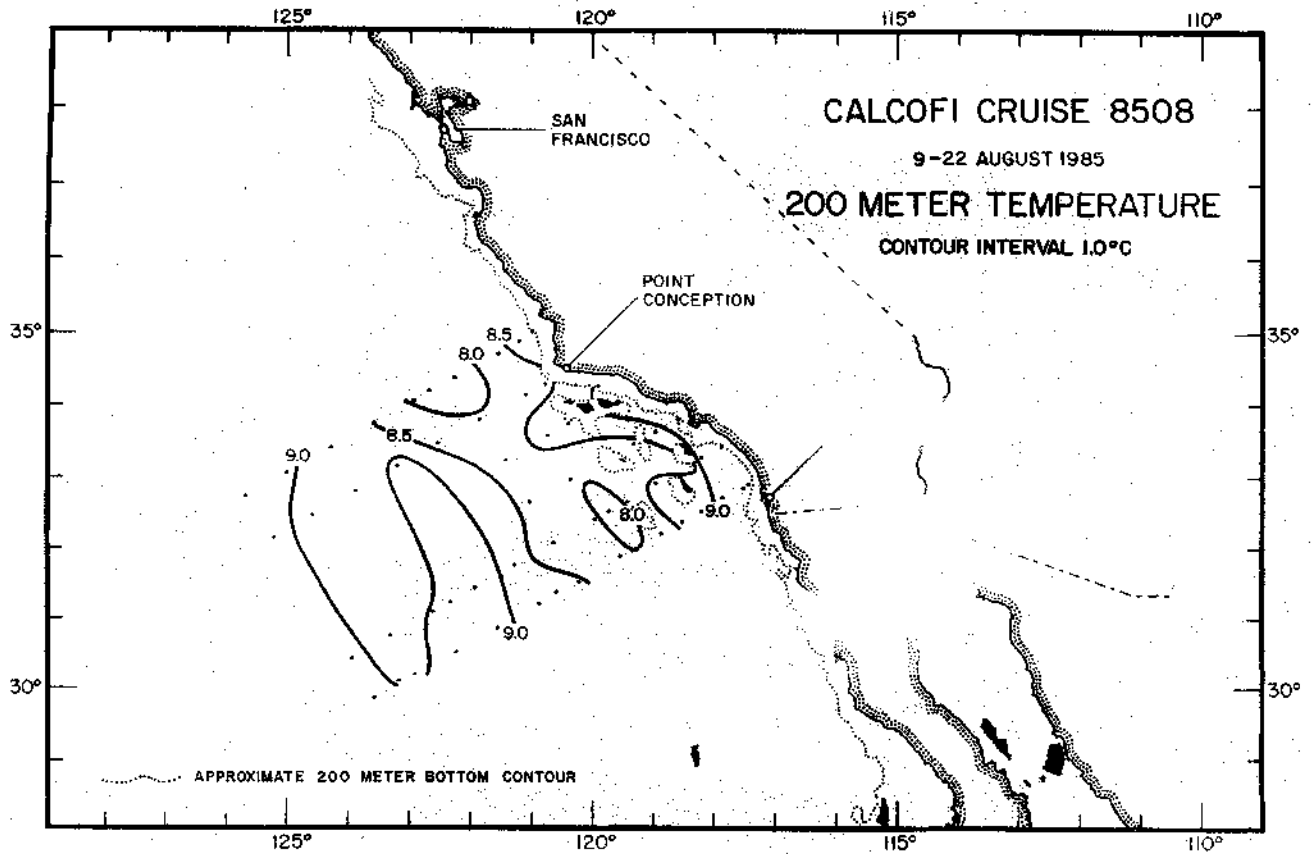 125°
120°
115°
110°
CALCOFI CRUISE 8508
9-22 AUGUST 1985
200 METER TEMPERATURE
CONTOUR INTERVAL 1.0°C
SAN
FRANCISCO
POINT
CONCEPTION
35°
35°
8.5
8.0
8.5
9.0
8.0
9.0
9.0
30°
30°
APPROXIMATE 200 METER BOTTOM CONTOUR
125°
120°
115°
110°